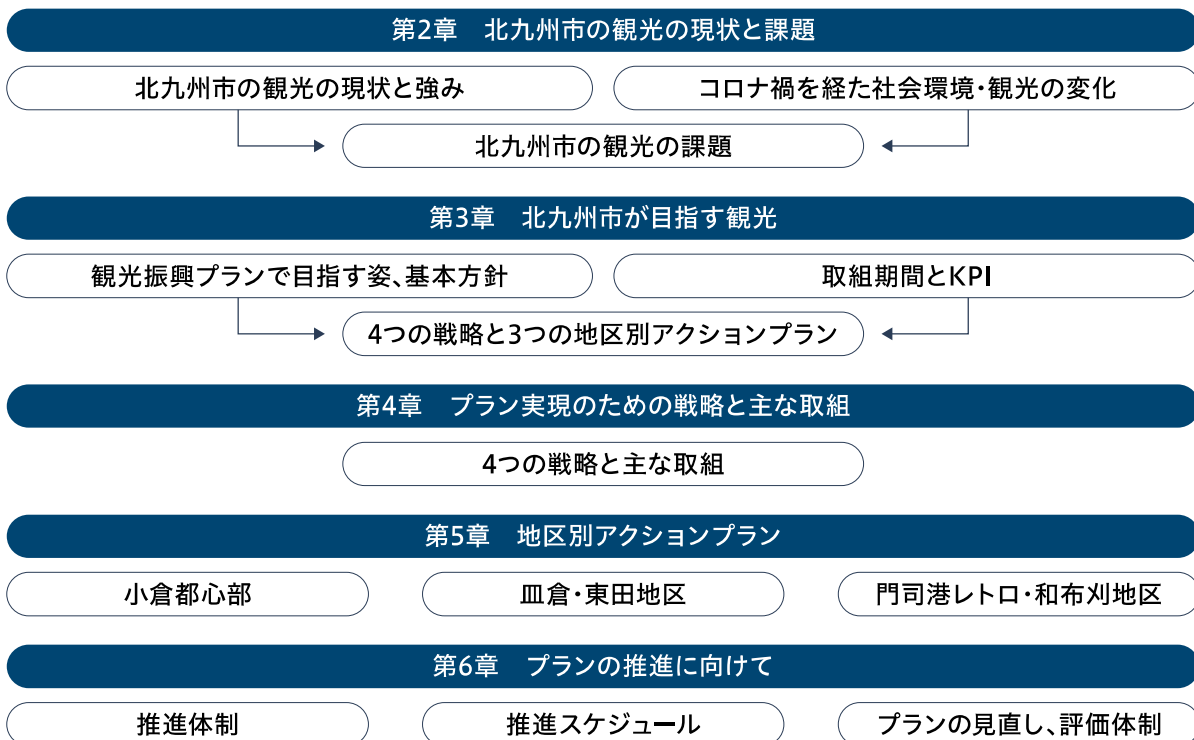 第2章　北九州市の観光の現状と課題
北九州市の観光の現状と強み
コロナ禍を経た社会環境・観光の変化
北九州市の観光の課題
第3章　北九州市が目指す観光
観光振興プランで目指す姿、基本方針
取組期間とKPI
4つの戦略と3つの地区別アクションプラン
第4章　プラン実現のための戦略と主な取組
4つの戦略と主な取組
第5章　地区別アクションプラン
小倉都心部
皿倉・東田地区
門司港レトロ・和布刈地区
第6章　プランの推進に向けて
推進体制
推進スケジュール
プランの見直し、評価体制